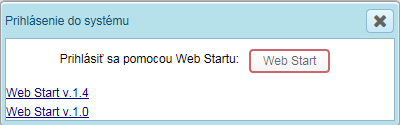 Prihlásenie do systému
Prihlásiť sa pomocou Web Startu: Web Start
Web Start v.1.4
Web Start v.1.0